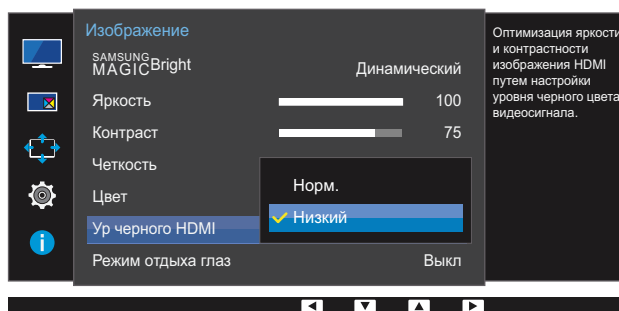 Изображение
SAMSUNG
MAGICBright Динамический
Яркость 100
Контраст 75
Четкость
Цвет
Ур черного HDMI
Режим отдыха глаз Выкл
Норм.
Низкий
Оптимизация яркости
и контрастности
изображения HDMI
путем настройки
уровня черного цвета
видеосигнала.